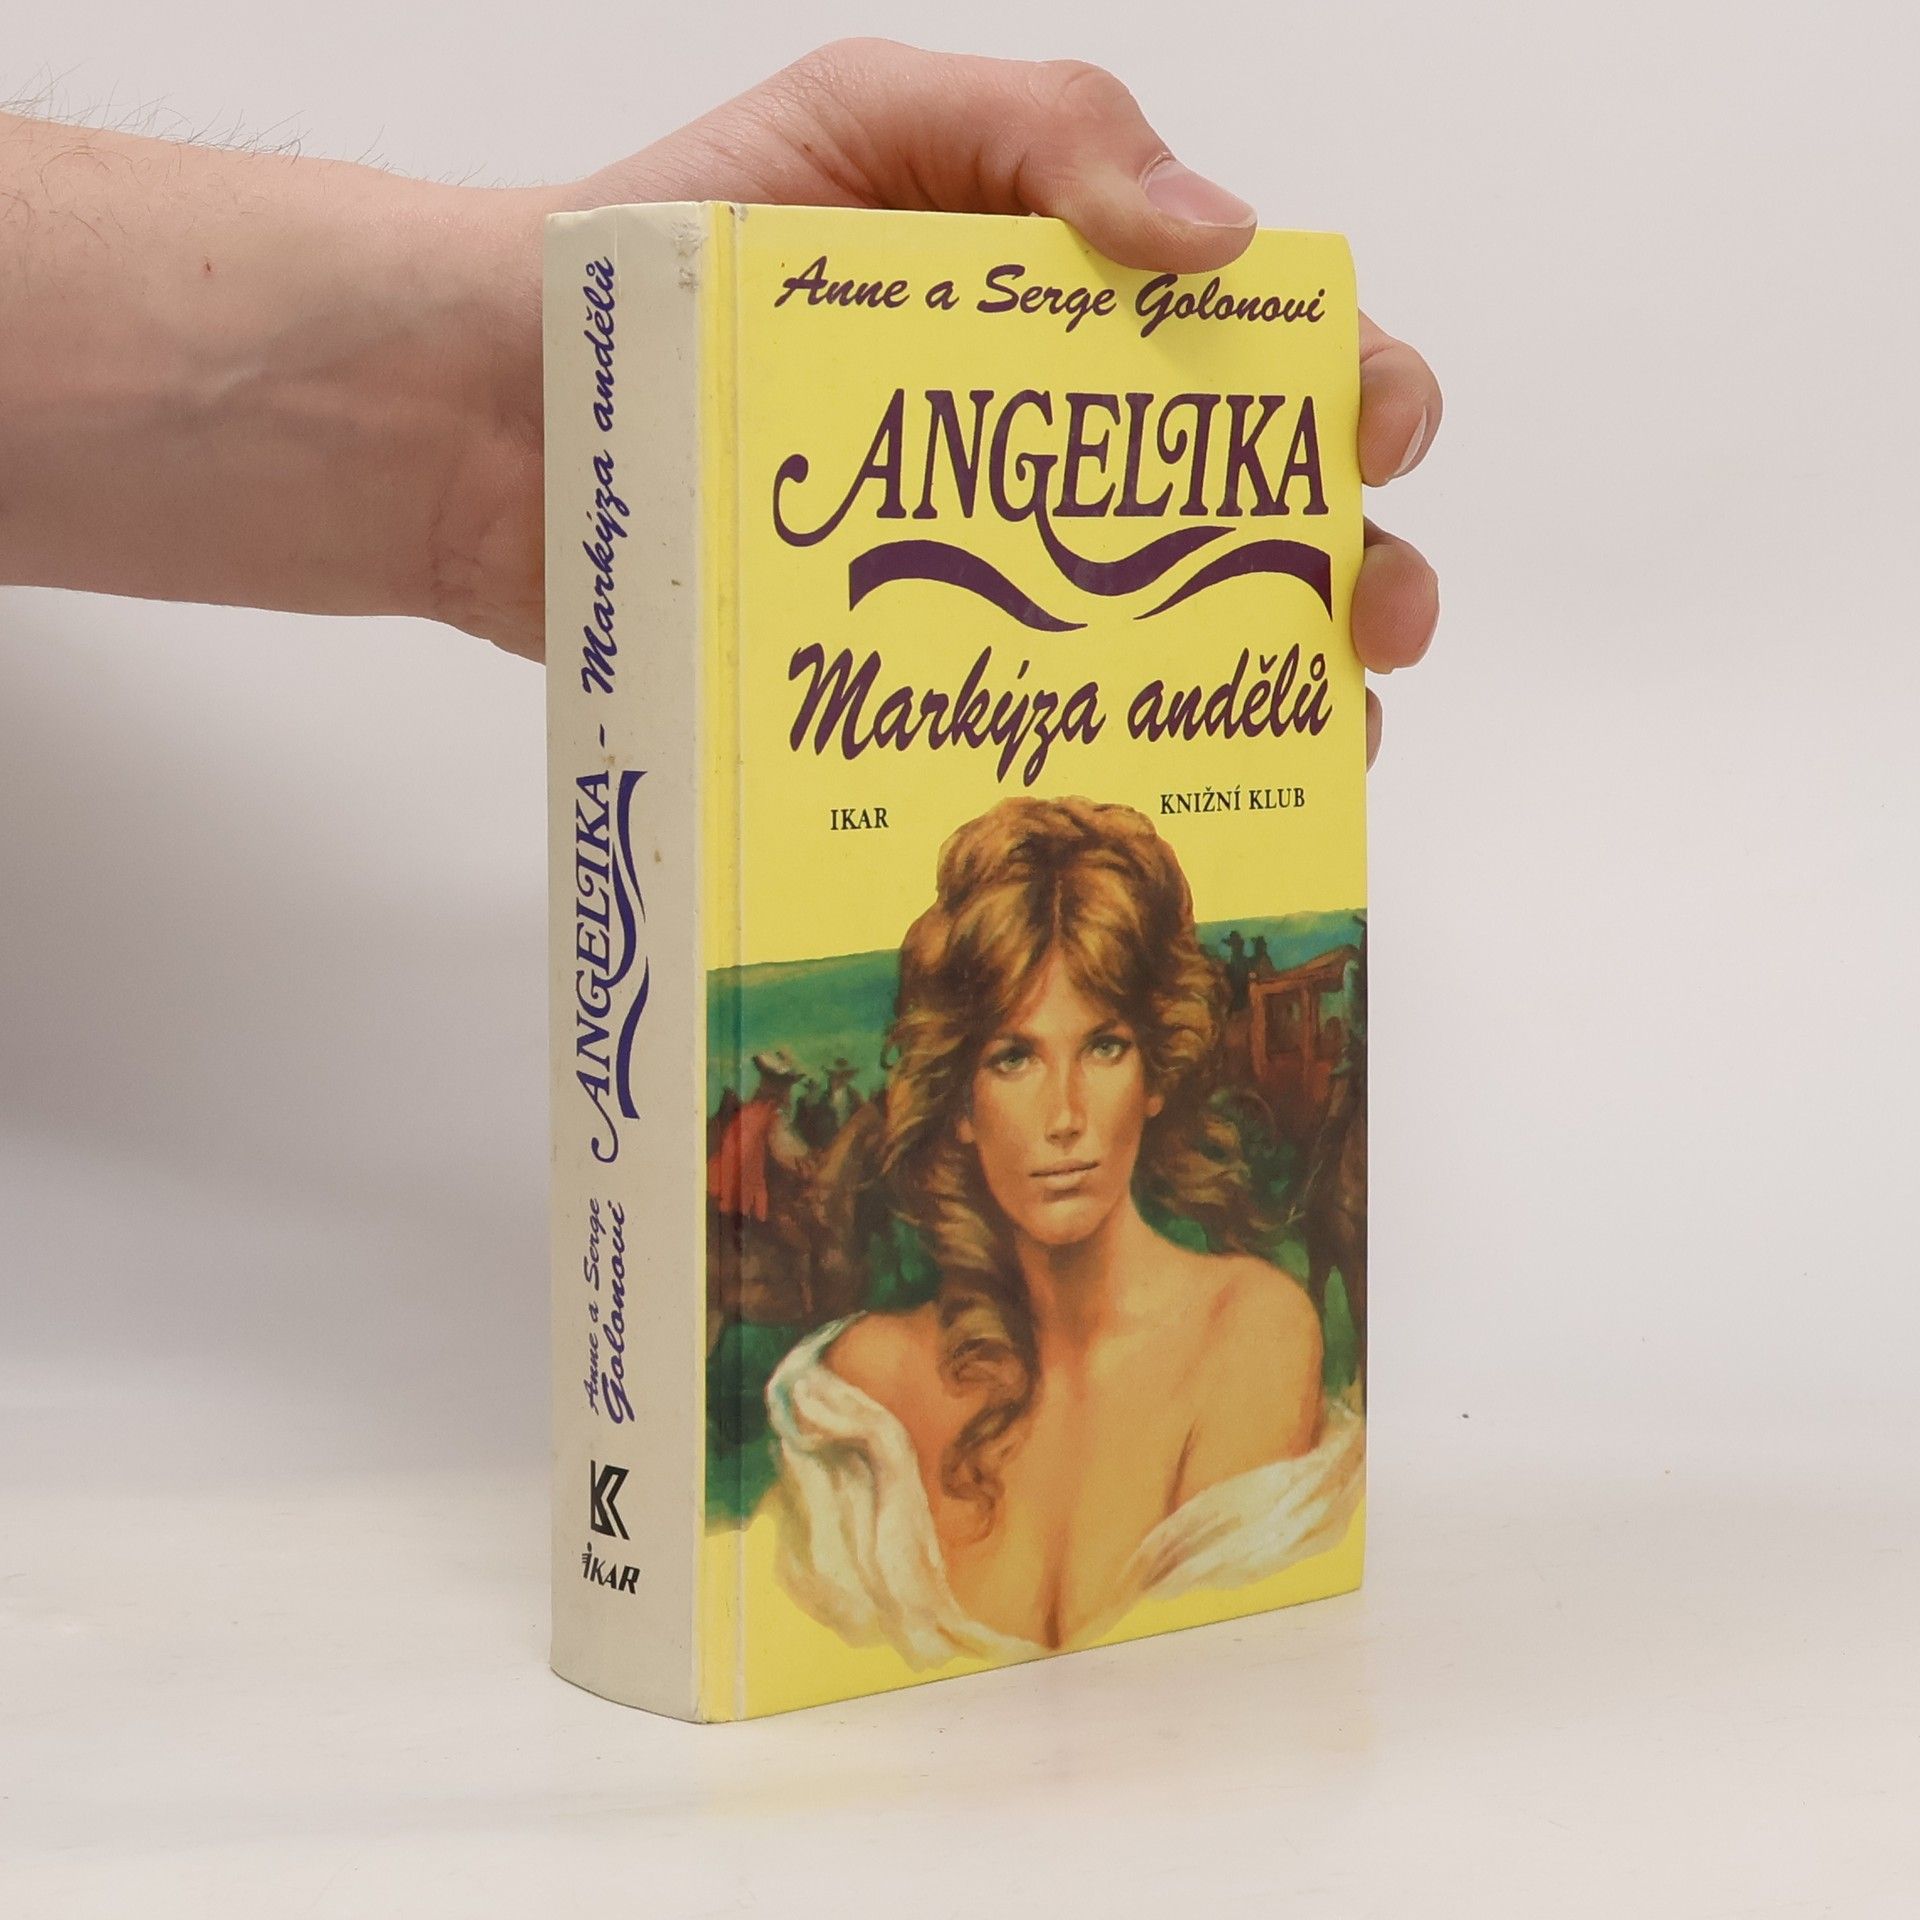 Anne a Serge Golonovi
ANGELIKA
Markýza andělů
IKAR
KNIŽNÍ KLUB
Anne a Serge
Golonovi
ANGELIKA - Markýza andělů
K
IKAR